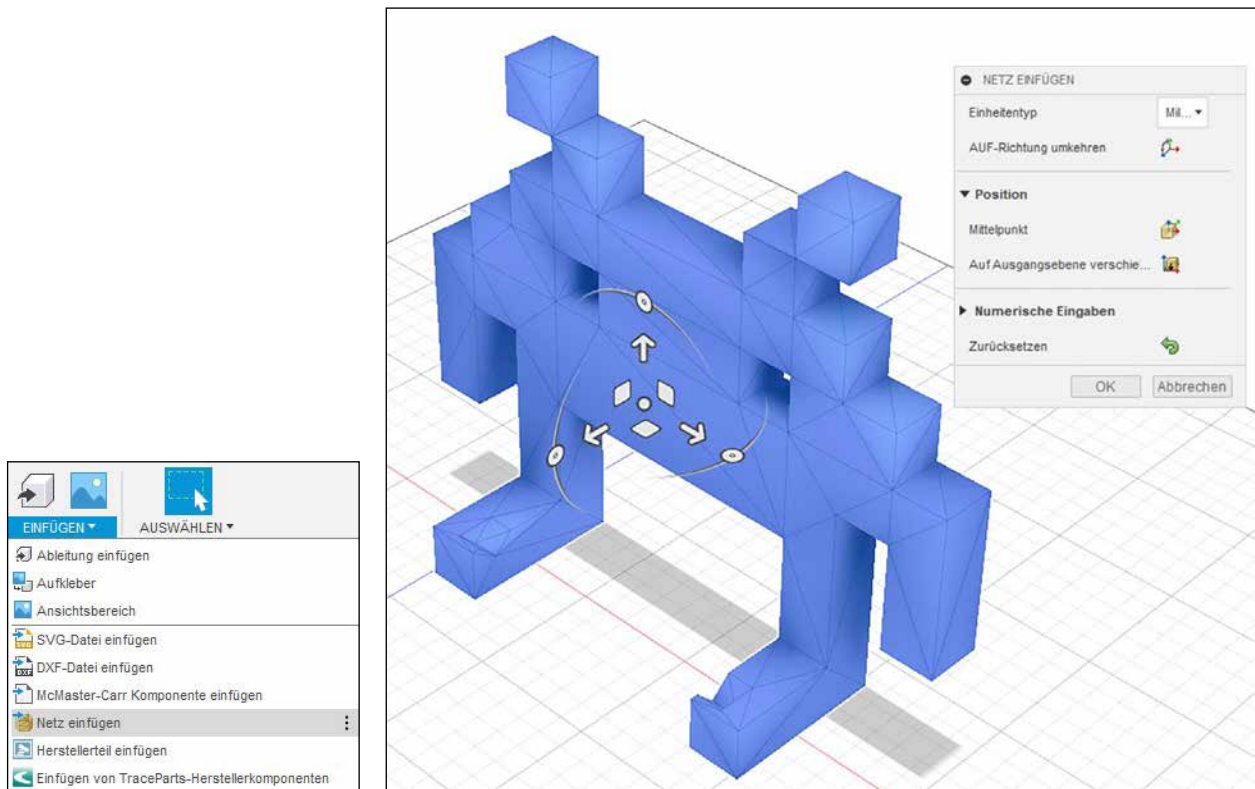 EINFÜGEN AUSWÄHLEN
Ableitung einfügen
Aufkleber
Ansichtsbereich
SVG-Datei einfügen
DXF-Datei einfügen
McMaster-Carr Komponente einfügen
Netz einfügen
Herstellerteil einfügen
Einfügen von TraceParts-Herstellerkomponenten
NETZ EINFÜGEN
Einheitentyp Mil...
AUF-Richtung umkehren
Position
Mittelpunkt
Auf Ausgangsebene verschie...
Numerische Eingaben
Zurücksetzen
OK Abbrechen